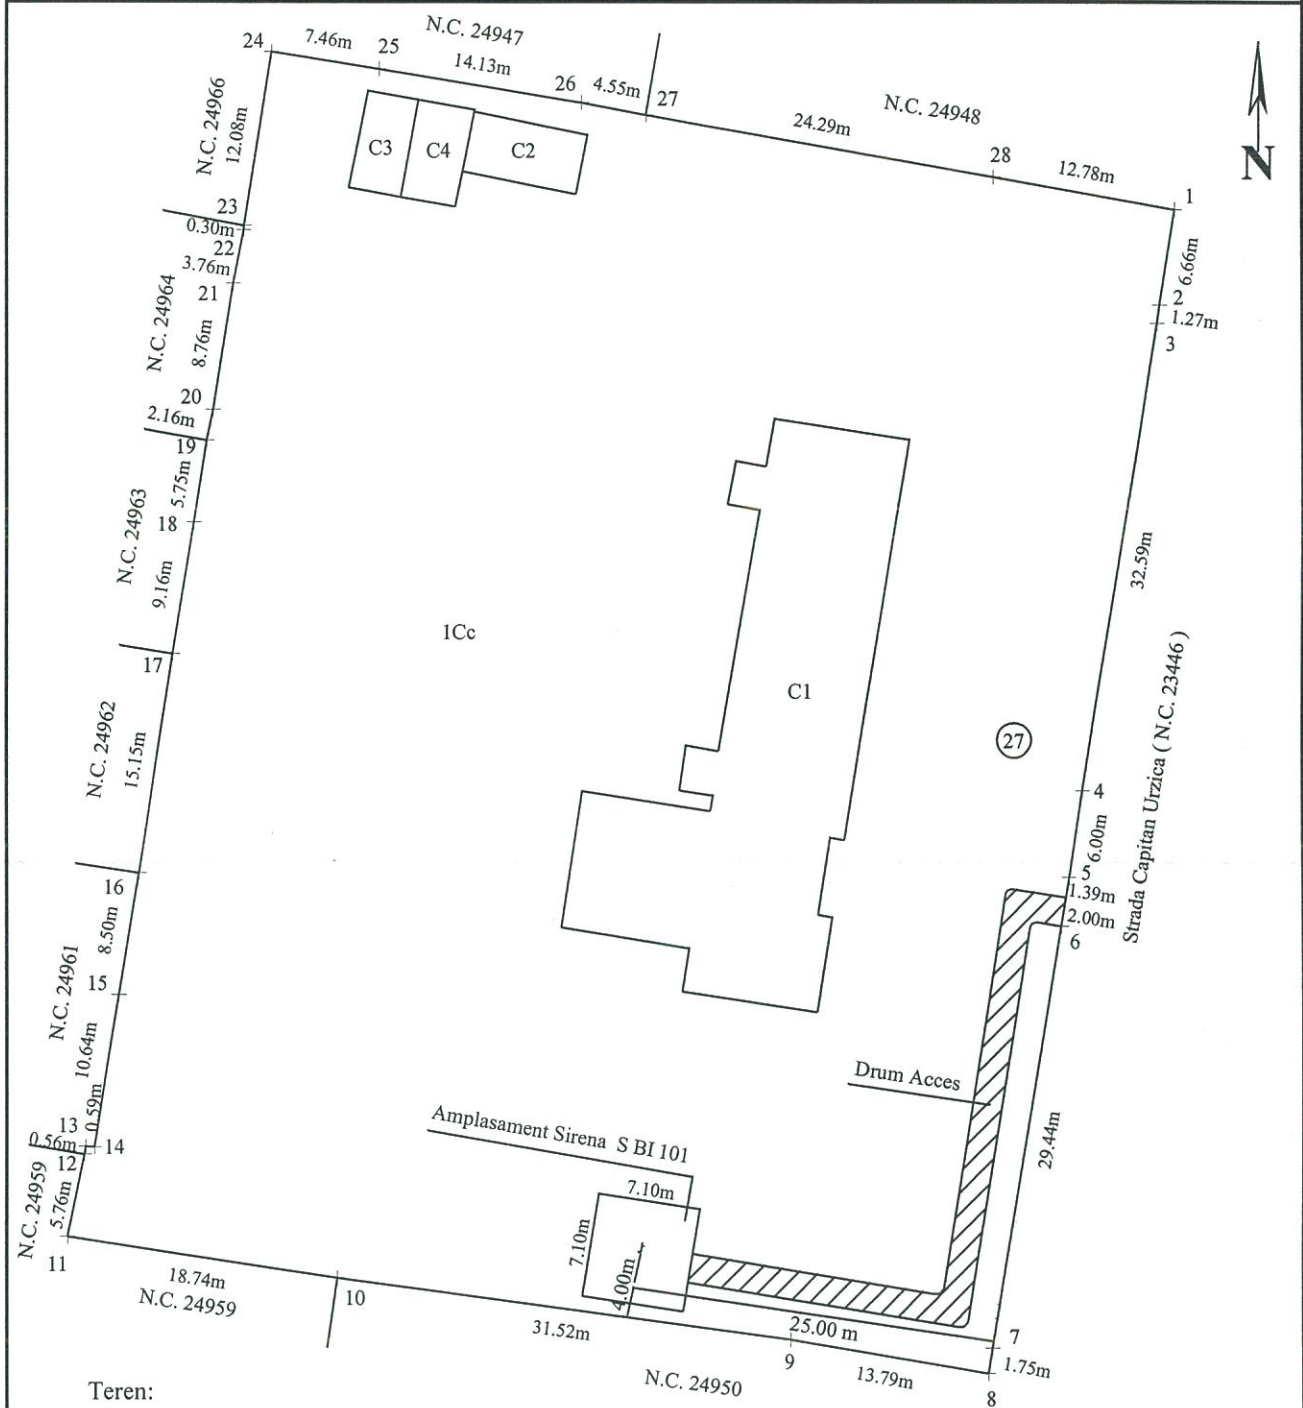 N.C. 24947
24
7.46m
25
14.13m
26
4.55m
27
N.C. 24948
24.29m
28
12.78m
1
N
N.C. 24966
12.08m
C3
C4
C2
23
0.30m
22
3.76m
21
N.C. 24964
8.76m
20
2.16m
19
6.66m
2
1.27m
3
N.C. 24963
5.75m
18
9.16m
17
32.59m
1Cc
C1
27
N.C. 24962
15.15m
16
4
6.00m
5
1.39m
2.00m
6
Strada Capitan Urzica ( N.C. 23446 )
N.C. 24961
8.50m
15
10.64m
0.59m
13
0.56m
14
12
Drum Acces
29.44m
Amplasament Sirena S BI 101
7.10m
7.10m
4.00m
N.C. 24959
5.76m
11
18.74m
N.C. 24959
10
31.52m
25.00 m
9
13.79m
7
1.75m
8
N.C. 24950
Teren: